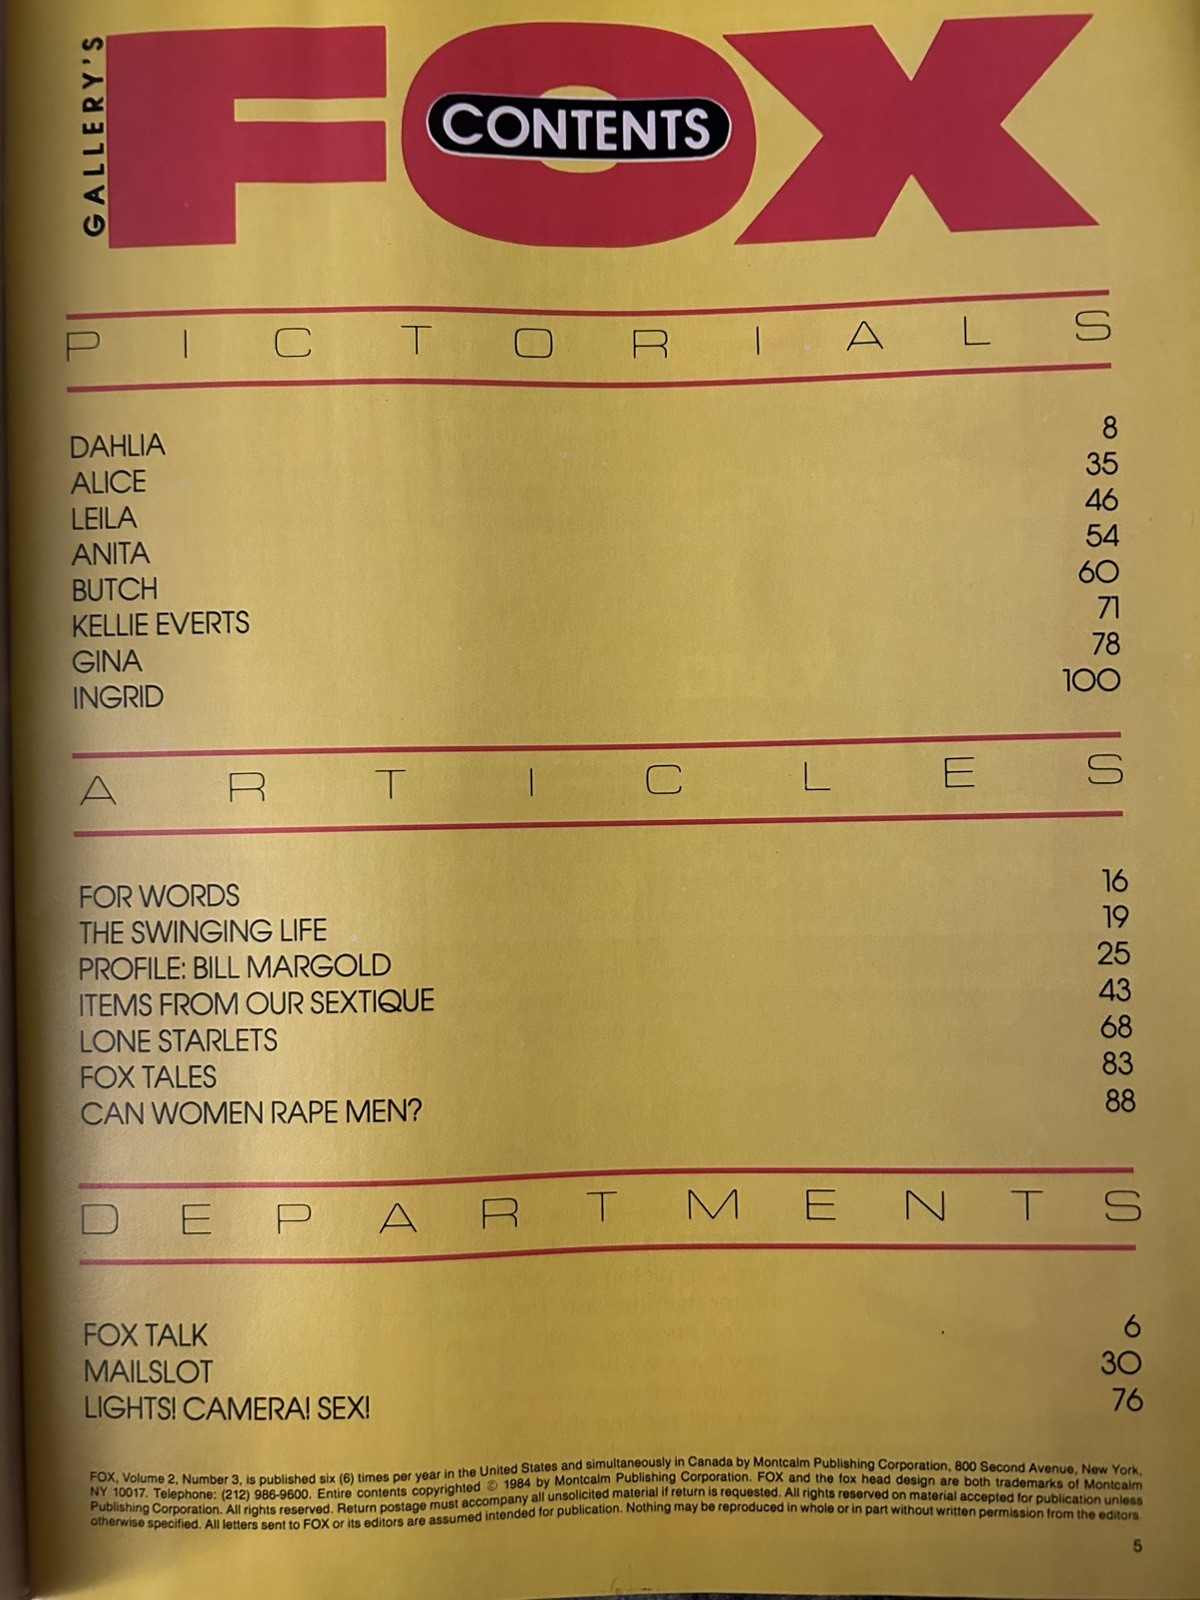 GALLERY'S
FOX
CONTENTS
PICTORIALS
DAHLIA 8
ALICE 35
LEILA 46
ANITA 54
BUTCH 60
KELLIE EVERTS 71
GINA 78
INGRID 100
ARTICLES
FOR WORDS 16
THE SWINGING LIFE 19
PROFILE: BILL MARGOLD 25
ITEMS FROM OUR SEXTIQUE 43
LONE STARLETS 68
FOX TALES 83
CAN WOMEN RAPE MEN? 88
DEPARTMENTS
FOX TALK 6
MAILSLOT 30
LIGHTS! CAMERA! SEX! 76
FOX, Volume 2, Number 3, is published six (6) times per year in the United States and simultaneously in Canada by Montcalm Publishing Corporation, 800 Second Avenue, New York,
NY 10017. Telephone: (212) 986-9600. Entire contents copyrighted © 1984 by Montcalm Publishing Corporation. FOX and the fox head design are both trademarks of Montcalm
Publishing Corporation. All rights reserved. Return postage must accompany all unsolicited material if return is requested. All rights reserved on material accepted for publication unless
otherwise specified. All letters sent to FOX or its editors are assumed intended for publication. Nothing may be reproduced in whole or in part without written permission from the editors.
5